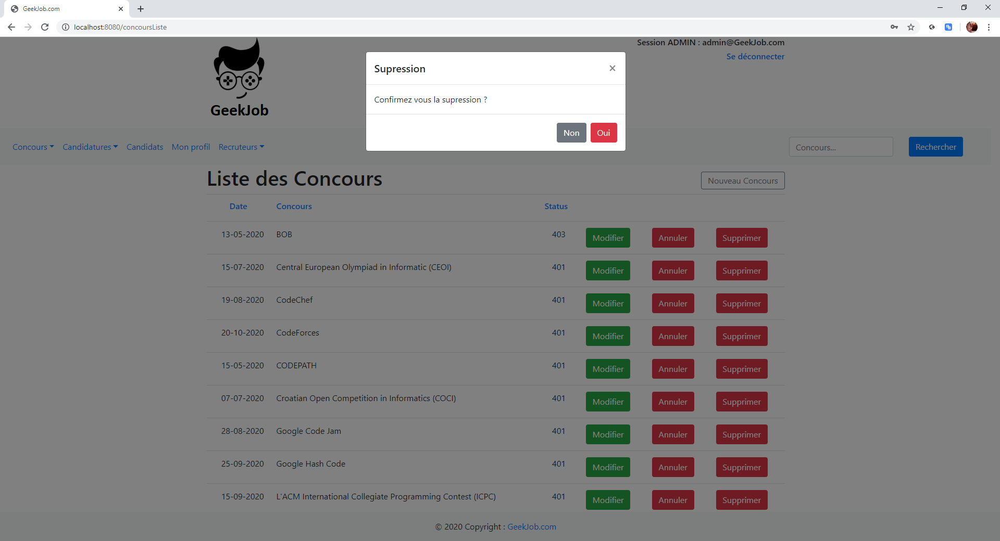 GeekJob.com
localhost:8080/concoursListe
Session ADMIN : admin@GeekJob.com
Se déconnecter
GeekJob
Supression
×
Confirmez vous la supression ?
Non Oui
Concours Candidatures Candidats Mon profil Recruteurs Concours... Rechercher
Liste des Concours Nouveau Concours
Date Concours Status
13-05-2020 BOB 403 Modifier Annuler Supprimer
15-07-2020 Central European Olympiad in Informatic (CEOI) 401 Modifier Annuler Supprimer
19-08-2020 CodeChef 401 Modifier Annuler Supprimer
20-10-2020 CodeForces 401 Modifier Annuler Supprimer
15-05-2020 CODEPATH 401 Modifier Annuler Supprimer
07-07-2020 Croatian Open Competition in Informatics (COCI) 401 Modifier Annuler Supprimer
28-08-2020 Google Code Jam 401 Modifier Annuler Supprimer
25-09-2020 Google Hash Code 401 Modifier Annuler Supprimer
15-09-2020 L'ACM International Collegiate Programming Contest (ICPC) 401 Modifier Annuler Supprimer
© 2020 Copyright : GeekJob.com